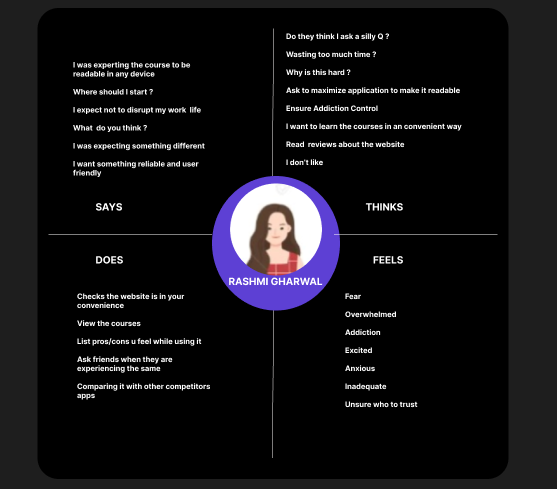 I was experting the course to be
readable in any device
Where should I start ?
I expect not to disrupt my work life
What do you think ?
I was expecting something different
I want something reliable and user
friendly
SAYS
Do they think I ask a silly Q ?
Wasting too much time ?
Why is this hard ?
Ask to maximize application to make it readable
Ensure Addiction Control
I want to learn the courses in an convenient way
Read reviews about the website
I don't like
THINKS
RASHMI GHARWAL
DOES
Checks the website is in your
convenience
View the courses
List pros/cons u feel while using it
Ask friends when they are
experiencing the same
Comparing it with other competitors
apps
FEELS
Fear
Overwhelmed
Addiction
Excited
Anxious
Inadequate
Unsure who to trust